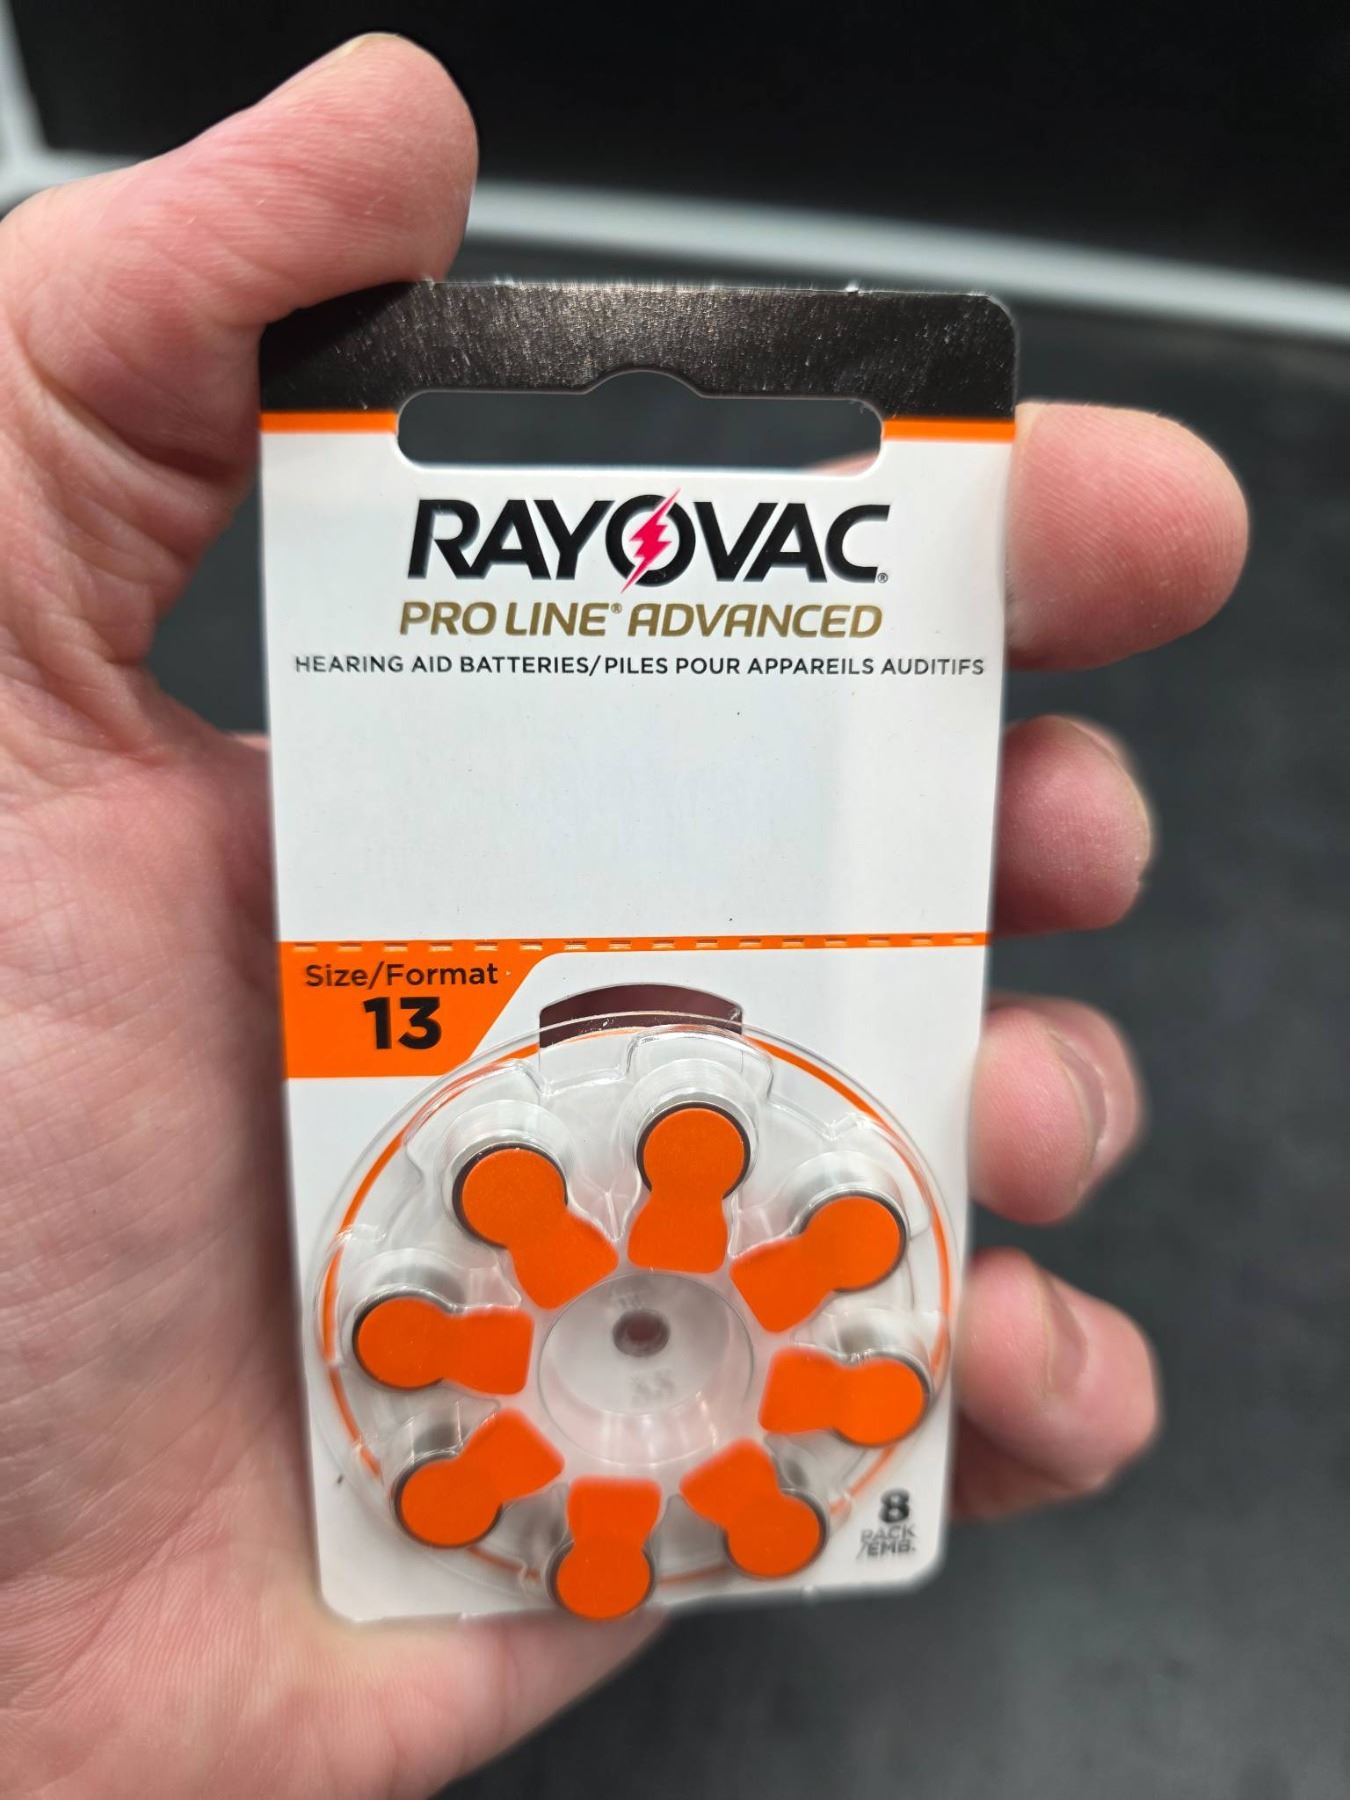 RAYOVAC®
PRO LINE® ADVANCED
HEARING AID BATTERIES/PILES POUR APPAREILS AUDITIFS
Size/Format
13
8
PACK
/EMB.